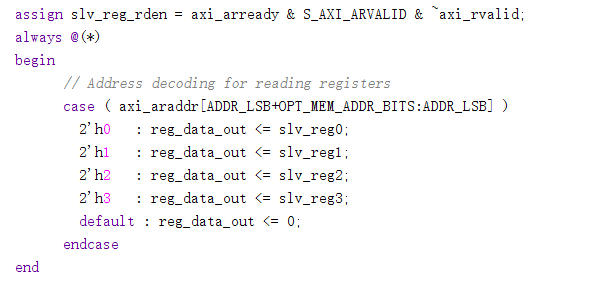 assign slv_reg_rden = axi_arready & S_AXI_ARVALID & ~axi_rvalid;
always @(*)
begin
// Address decoding for reading registers
case ( axi_araddr[ADDR_LSB+OPT_MEM_ADDR_BITS:ADDR_LSB] )
2'h0 : reg_data_out <= slv_reg0;
2'h1 : reg_data_out <= slv_reg1;
2'h2 : reg_data_out <= slv_reg2;
2'h3 : reg_data_out <= slv_reg3;
default : reg_data_out <= 0;
endcase
end